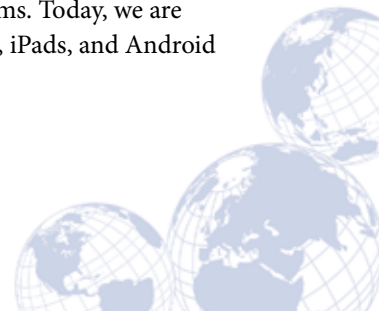 ms. Today, we are
, iPads, and Android